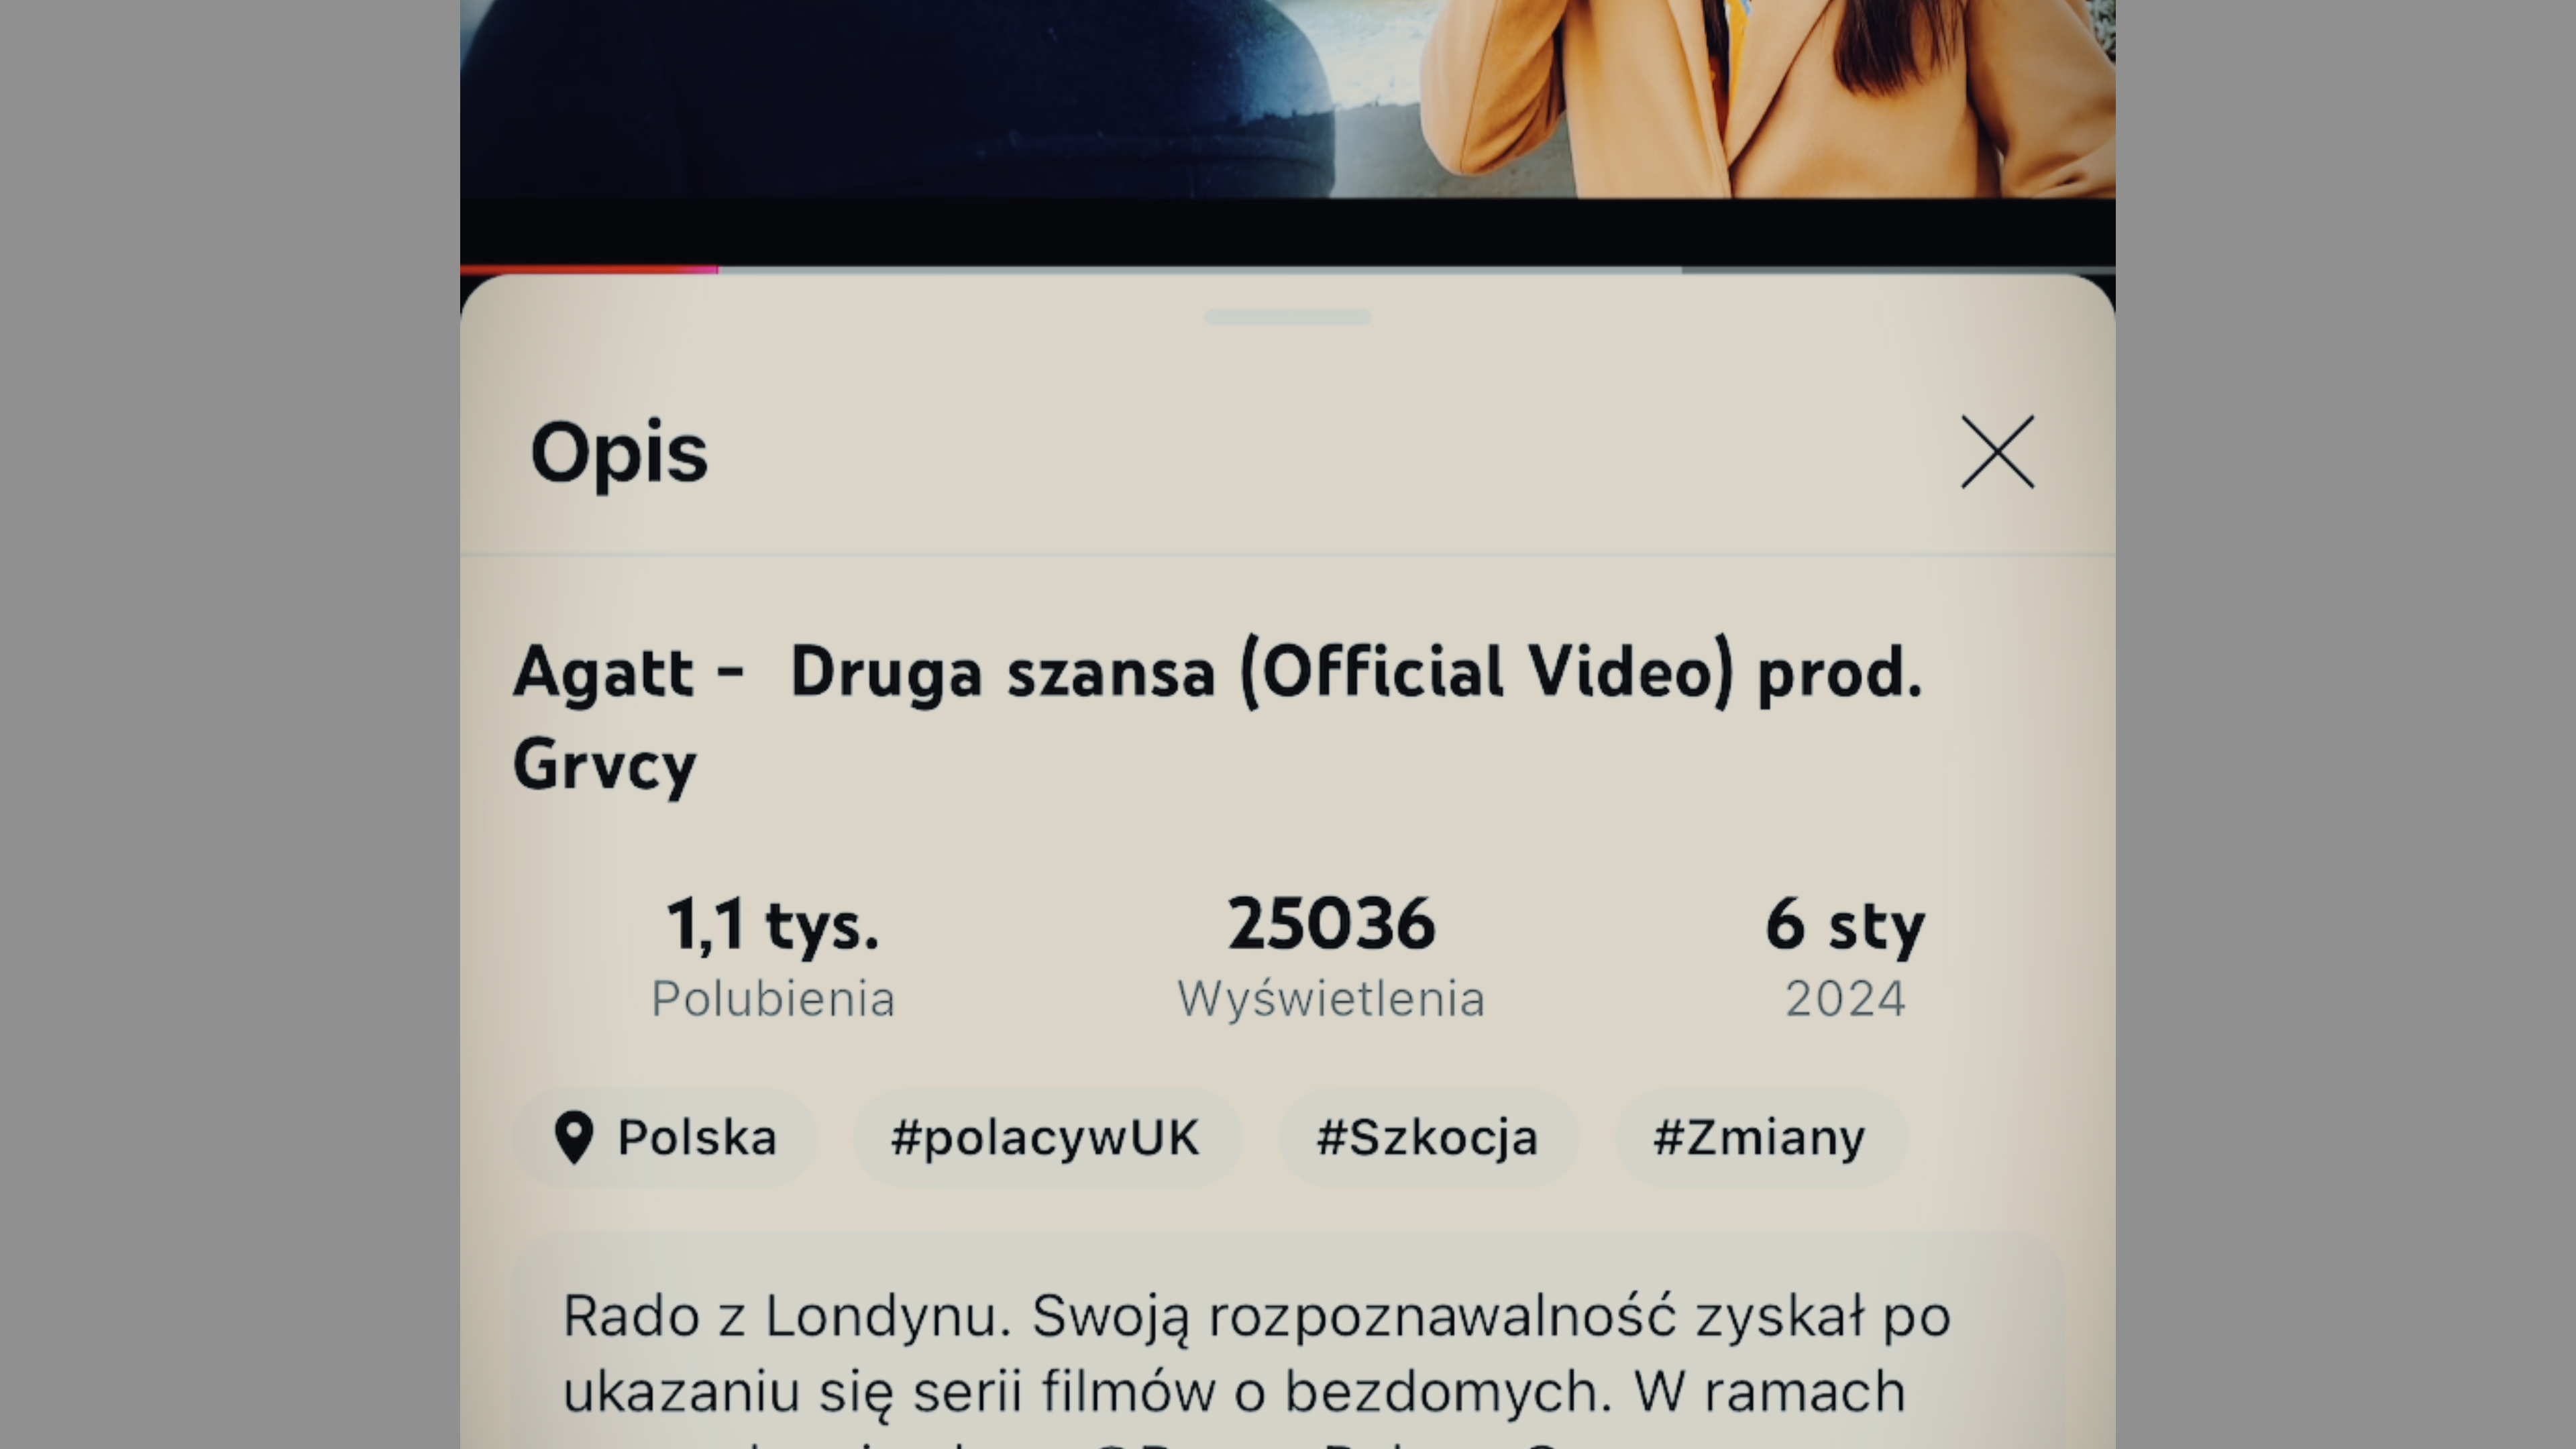 Opis
Agatt - Druga szansa (Official Video) prod.
Grvcy
1,1 tys. 25036 6 sty
Polubienia Wyświetlenia 2024
Polska #polacywUK #Szkocja #Zmiany
Rado z Londynu. Swoją rozpoznawalność zyskał po
ukazaniu się serii filmów o bezdomych. W ramach